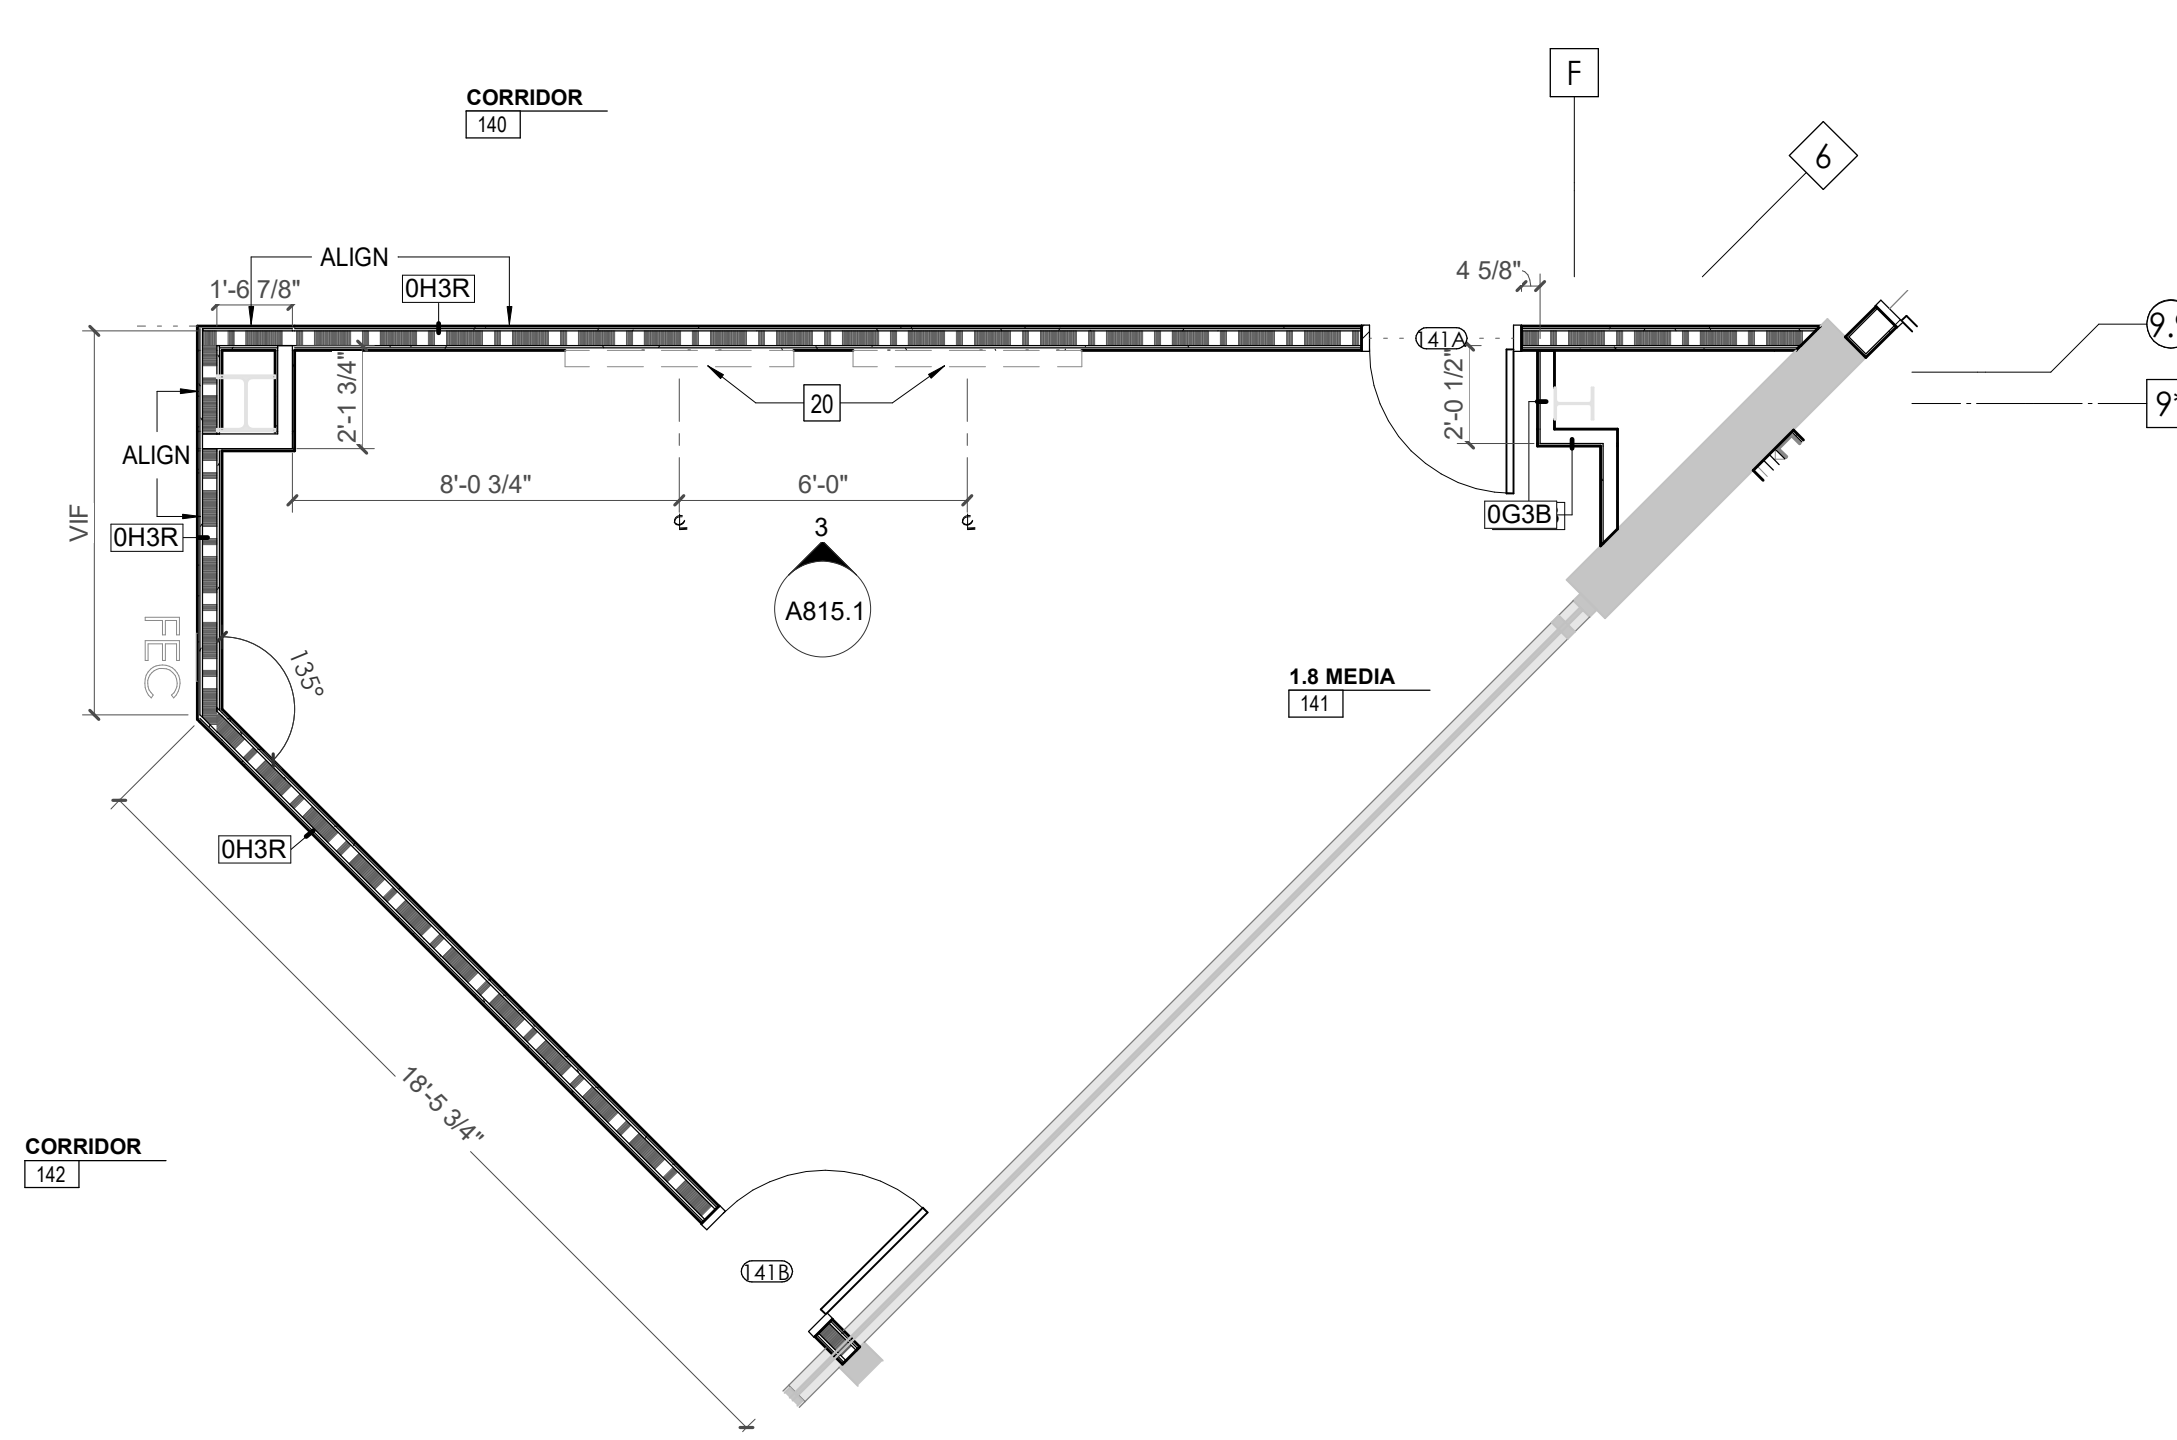 F
CORRIDOR
140
6
ALIGN
4 5/8"
1'-6 7/8"
0H3R
141A
2'-1 3/4"
2'-0 1/2"
20
9*
ALIGN
8'-0 3/4"
6'-0"
VIF
0H3R
0G3B
℄
℄
3
A815.1
FEC
135°
1.8 MEDIA
141
0H3R
18'-5 3/4"
CORRIDOR
142
141B